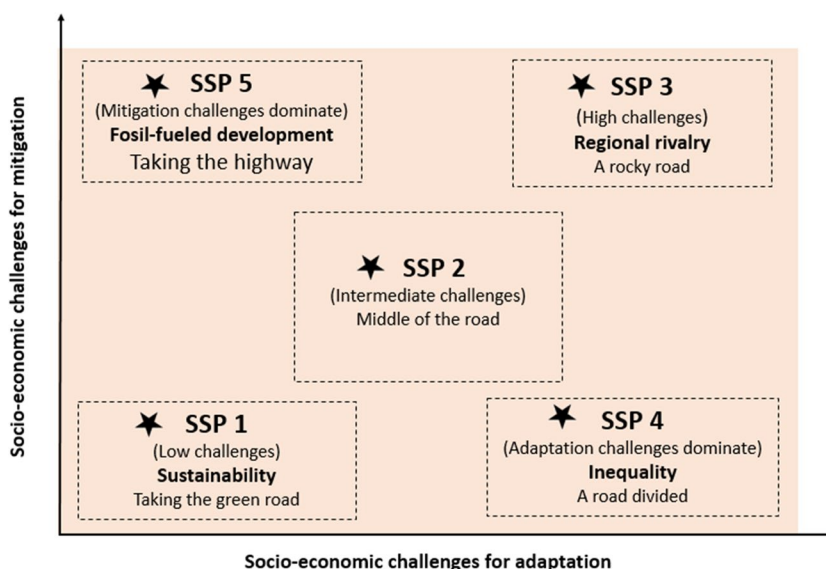 Socio-economic challenges for mitigation
SSP 5
(Mitigation challenges dominate)
Fosil-fueled development
Taking the highway
SSP 3
(High challenges)
Regional rivalry
A rocky road
SSP 2
(Intermediate challenges)
Middle of the road
SSP 1
(Low challenges)
Sustainability
Taking the green road
SSP 4
(Adaptation challenges dominate)
Inequality
A road divided
Socio-economic challenges for adaptation